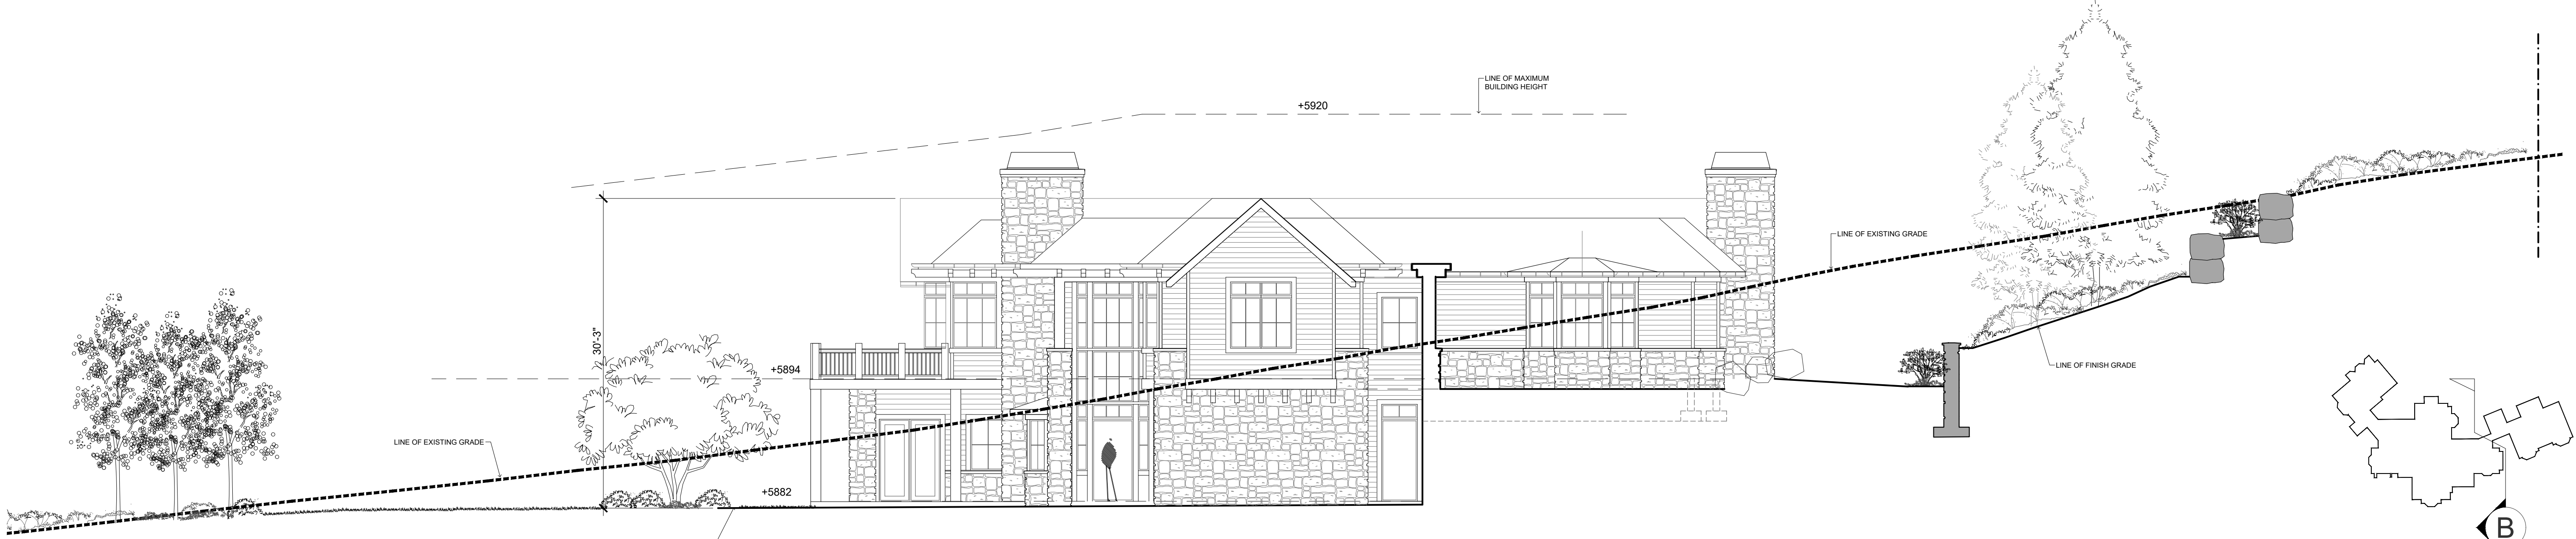 LINE OF MAXIMUM
BUILDING HEIGHT
+5920
LINE OF EXISTING GRADE
30'-3"
+5894
LINE OF FINISH GRADE
LINE OF EXISTING GRADE
+5882
B